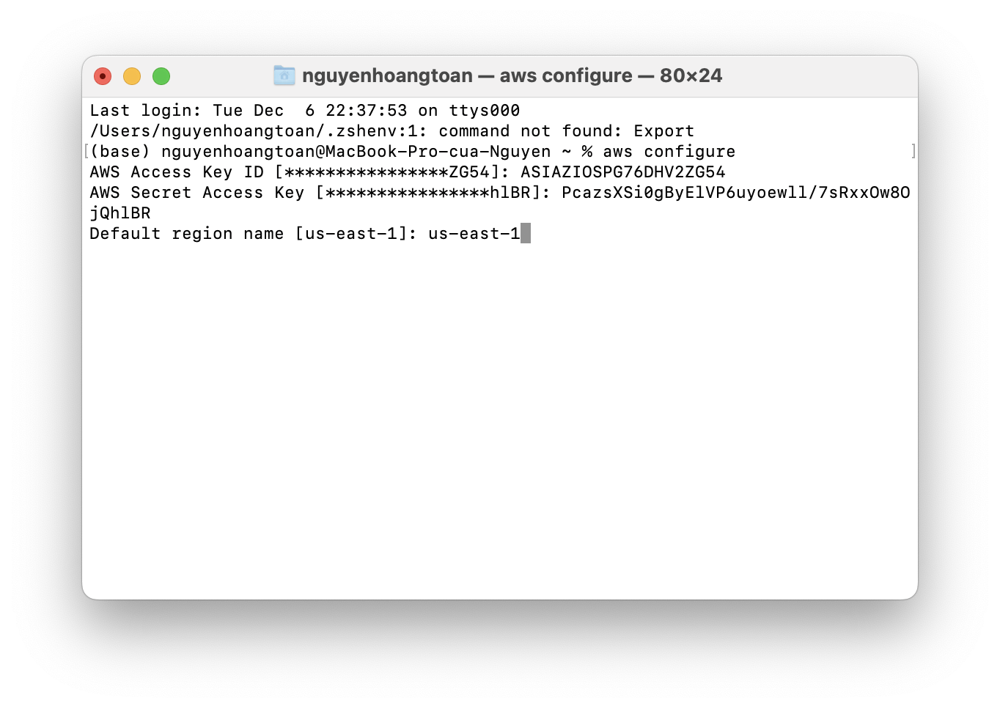 nguyenhoangtoan — aws configure — 80×24
Last login: Tue Dec  6 22:37:53 on ttys000
/Users/nguyenhoangtoan/.zshenv:1: command not found: Export
[(base) nguyenhoangtoan@MacBook-Pro-cua-Nguyen ~ % aws configure ]
AWS Access Key ID [****************ZG54]: ASIAZIOSPG76DHV2ZG54
AWS Secret Access Key [****************hlBR]: PcazsXSi0gByElVP6uyoewll/7sRxxOw8O
jQhlBR
Default region name [us-east-1]: us-east-1